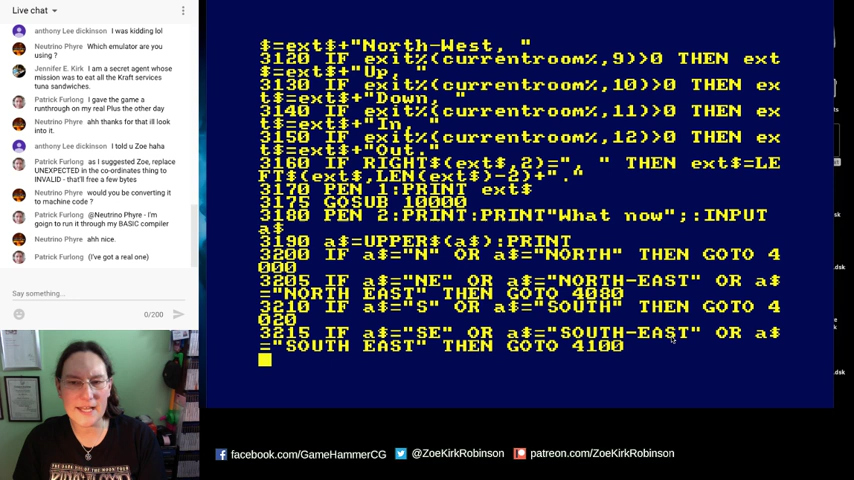 Live chat
anthony Lee dickinson I was kidding lol
Neutrino Phyre Which emulator are you
using ?
Jennifer E. Kirk I am a secret agent whose
mission was to eat all the Kraft services
tuna sandwiches.
Patrick Furlong I gave the game a
runthrough on my real Plus the other
day
Neutrino Phyre ahh thanks for that ill look
into it.
anthony Lee dickinson I told u Zoe haha
Patrick Furlong as I suggested Zoe, replace
UNEXPECTED in the co-ordinates thing to
INVALID - that'll free a few bytes
Neutrino Phyre would you be converting it
to machine code ?
Patrick Furlong @Neutrino - I'm
goign to run it through my BASIC compiler
Neutrino Phyre ahh nice.
Patrick Furlong (I've got a real one)
Say something...
0/200
$=ext$+"North-West, "
3120 IF exit%(currentroom%,9)>0 THEN ext
$=ext$+"Up, "
3130 IF exit%(currentroom%,10)>0 THEN ex
t$=ext$+"Down, "
3140 IF exit%(currentroom%,11)>0 THEN ex
t$=ext$+"In, "
3150 IF exit%(currentroom%,12)>0 THEN ex
t$=ext$+"Out."
3160 IF RIGHT$(ext$,2)=", " THEN ext$=LE
FT$(ext$,LEN(ext$)-2)+"."
3170 PEN 1:PRINT ext$
3175 GOSUB 10000
3180 PEN 2:PRINT:PRINT"What now";:INPUT
a$
3190 a$=UPPER$(a$):PRINT
3200 IF a$="N" OR a$="NORTH" THEN GOTO 4
000
3205 IF a$="NE" OR a$="NORTH-EAST" OR a$
="NORTH EAST" THEN GOTO 4080
3210 IF a$="S" OR a$="SOUTH" THEN GOTO 4
020
3215 IF a$="SE" OR a$="SOUTH-EAST" OR a$
="SOUTH EAST" THEN GOTO 4100
.dsk
.dsk
.dsk
facebook.com/GameHammerCG @ZoeKirkRobinson patreon.com/ZoeKirkRobinson